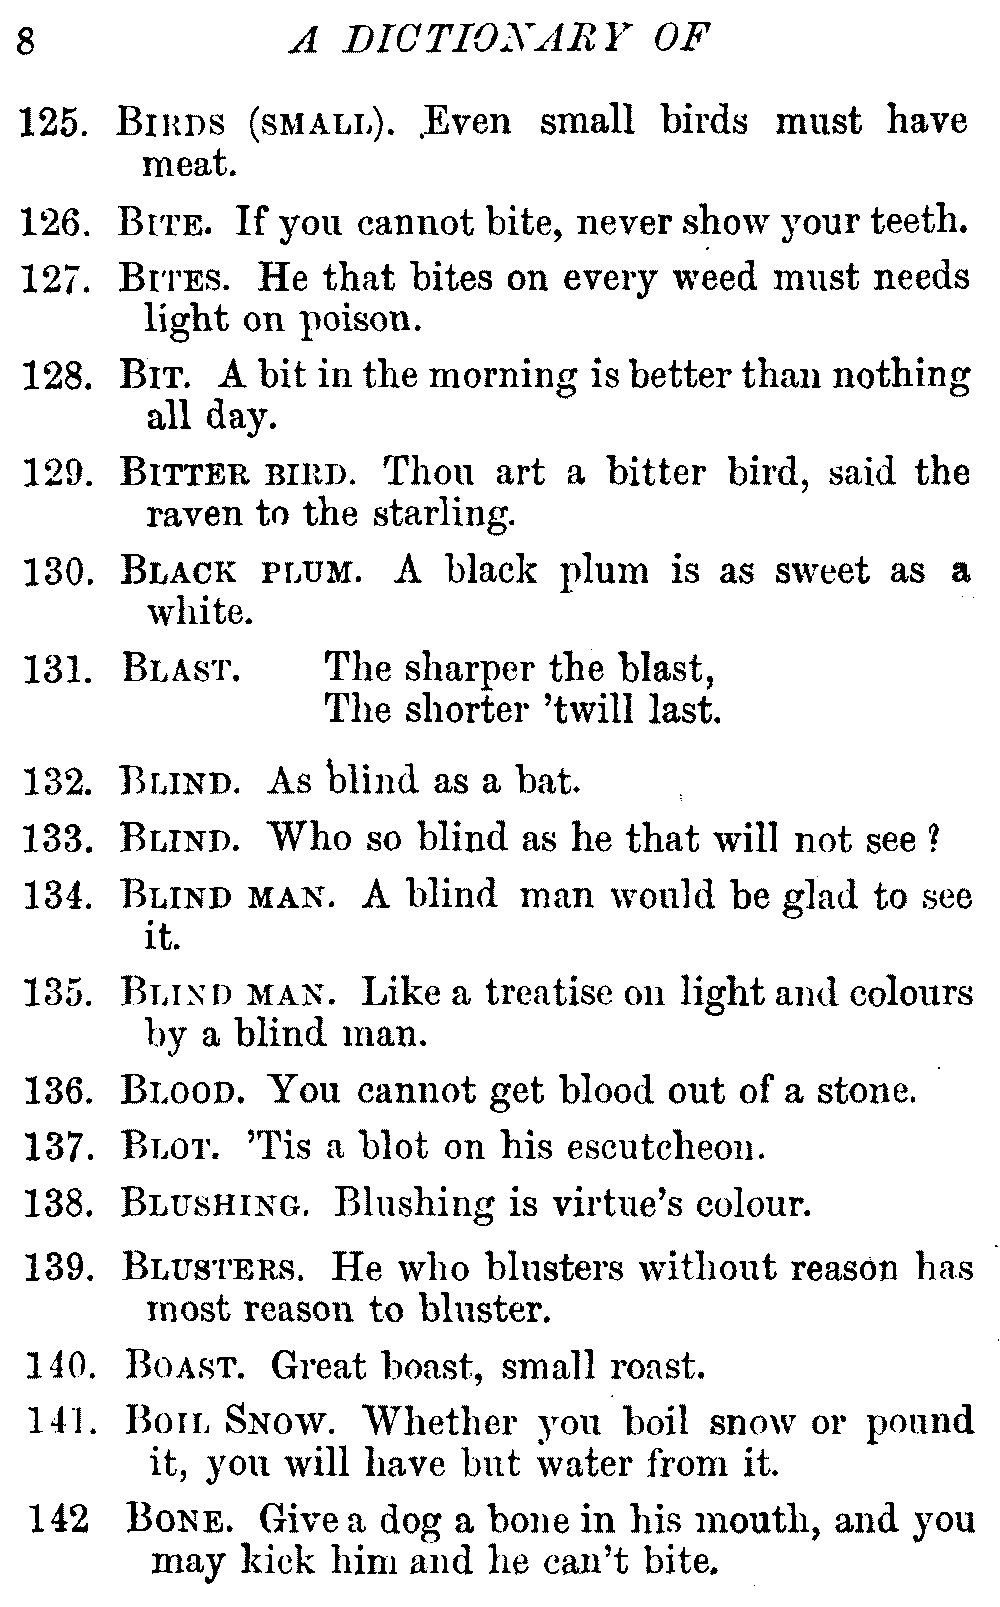 8 A DICTIONARY OF
125. BIRDS (SMALL). Even small birds must have
meat.
126. BITE. If you cannot bite, never show your teeth.
127. BITES. He that bites on every weed must needs
light on poison.
128. BIT. A bit in the morning is better than nothing
all day.
129. BITTER BIRD. Thou art a bitter bird, said the
raven to the starling.
130. BLACK PLUM. A black plum is as sweet as a
white.
131. BLAST. The sharper the blast,
The shorter 'twill last.
132. BLIND. As blind as a bat.
133. BLIND. Who so blind as he that will not see ?
134. BLIND MAN. A blind man would be glad to see
it.
135. BLIND MAN. Like a treatise on light and colours
by a blind man.
136. BLOOD. You cannot get blood out of a stone.
137. BLOT. 'Tis a blot on his escutcheon.
138. BLUSHING. Blushing is virtue's colour.
139. BLUSTERS. He who blusters without reason has
most reason to bluster.
140. BOAST. Great boast, small roast.
141. BOIL SNOW. Whether you boil snow or pound
it, you will have but water from it.
142 BONE. Give a dog a bone in his mouth, and you
may kick him and he can't bite.